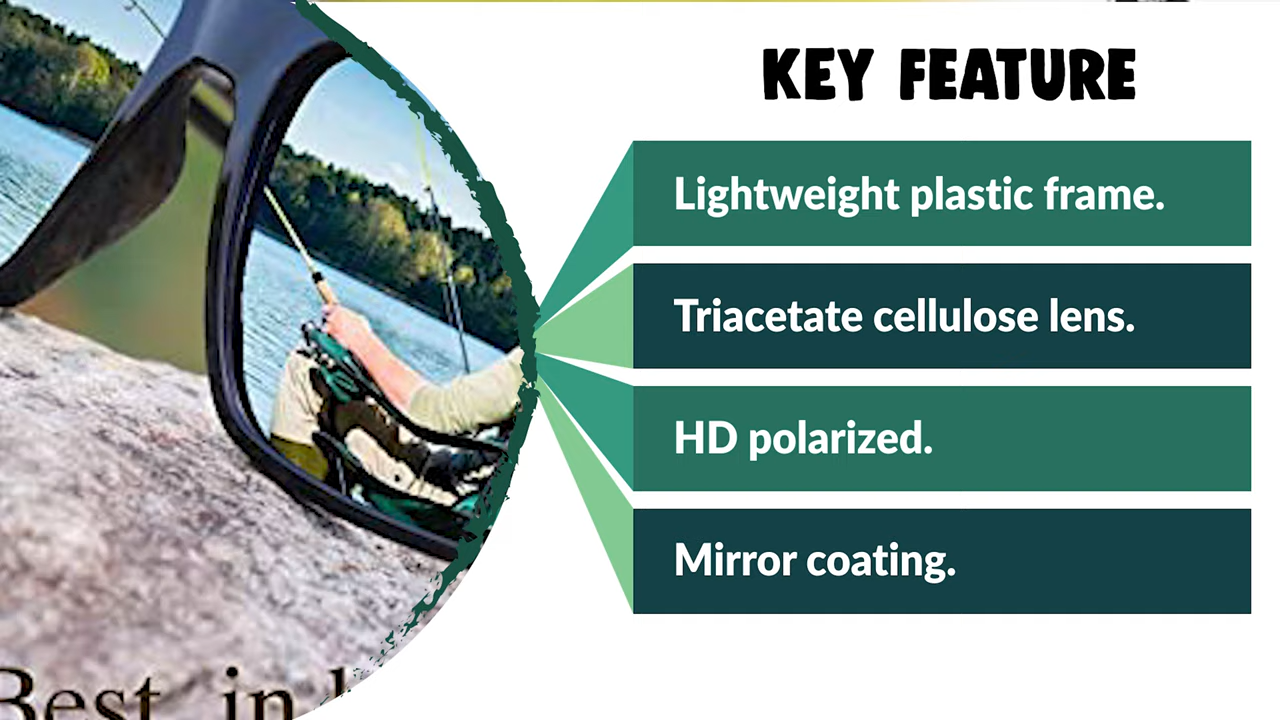 KEY FEATURE
Lightweight plastic frame.
Triacetate cellulose lens.
HD polarized.
Mirror coating.
Best in